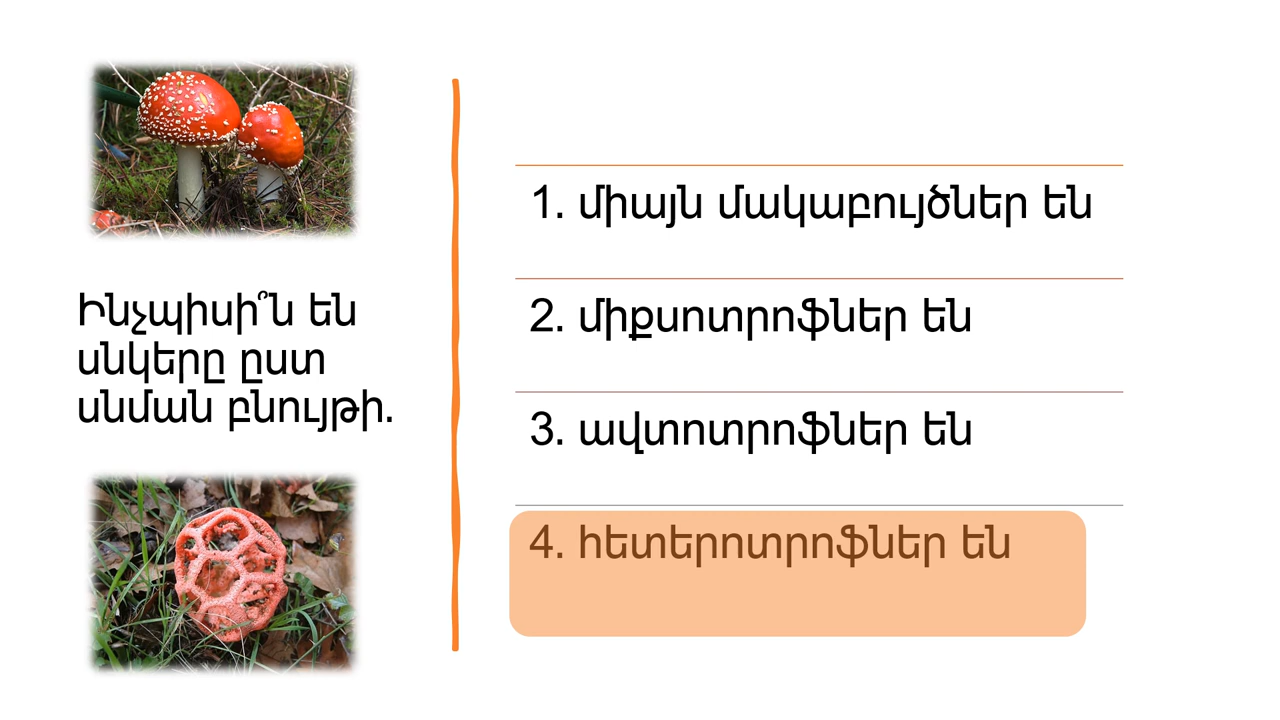 Ինչպիսի՞ն են
սնկերը ըստ
սնման բնույթի.
1. միայն մակաբույծներ են
2. միքսոտրոֆներ են
3. ավտոտրոֆներ են
4. հետերոտրոֆներ են